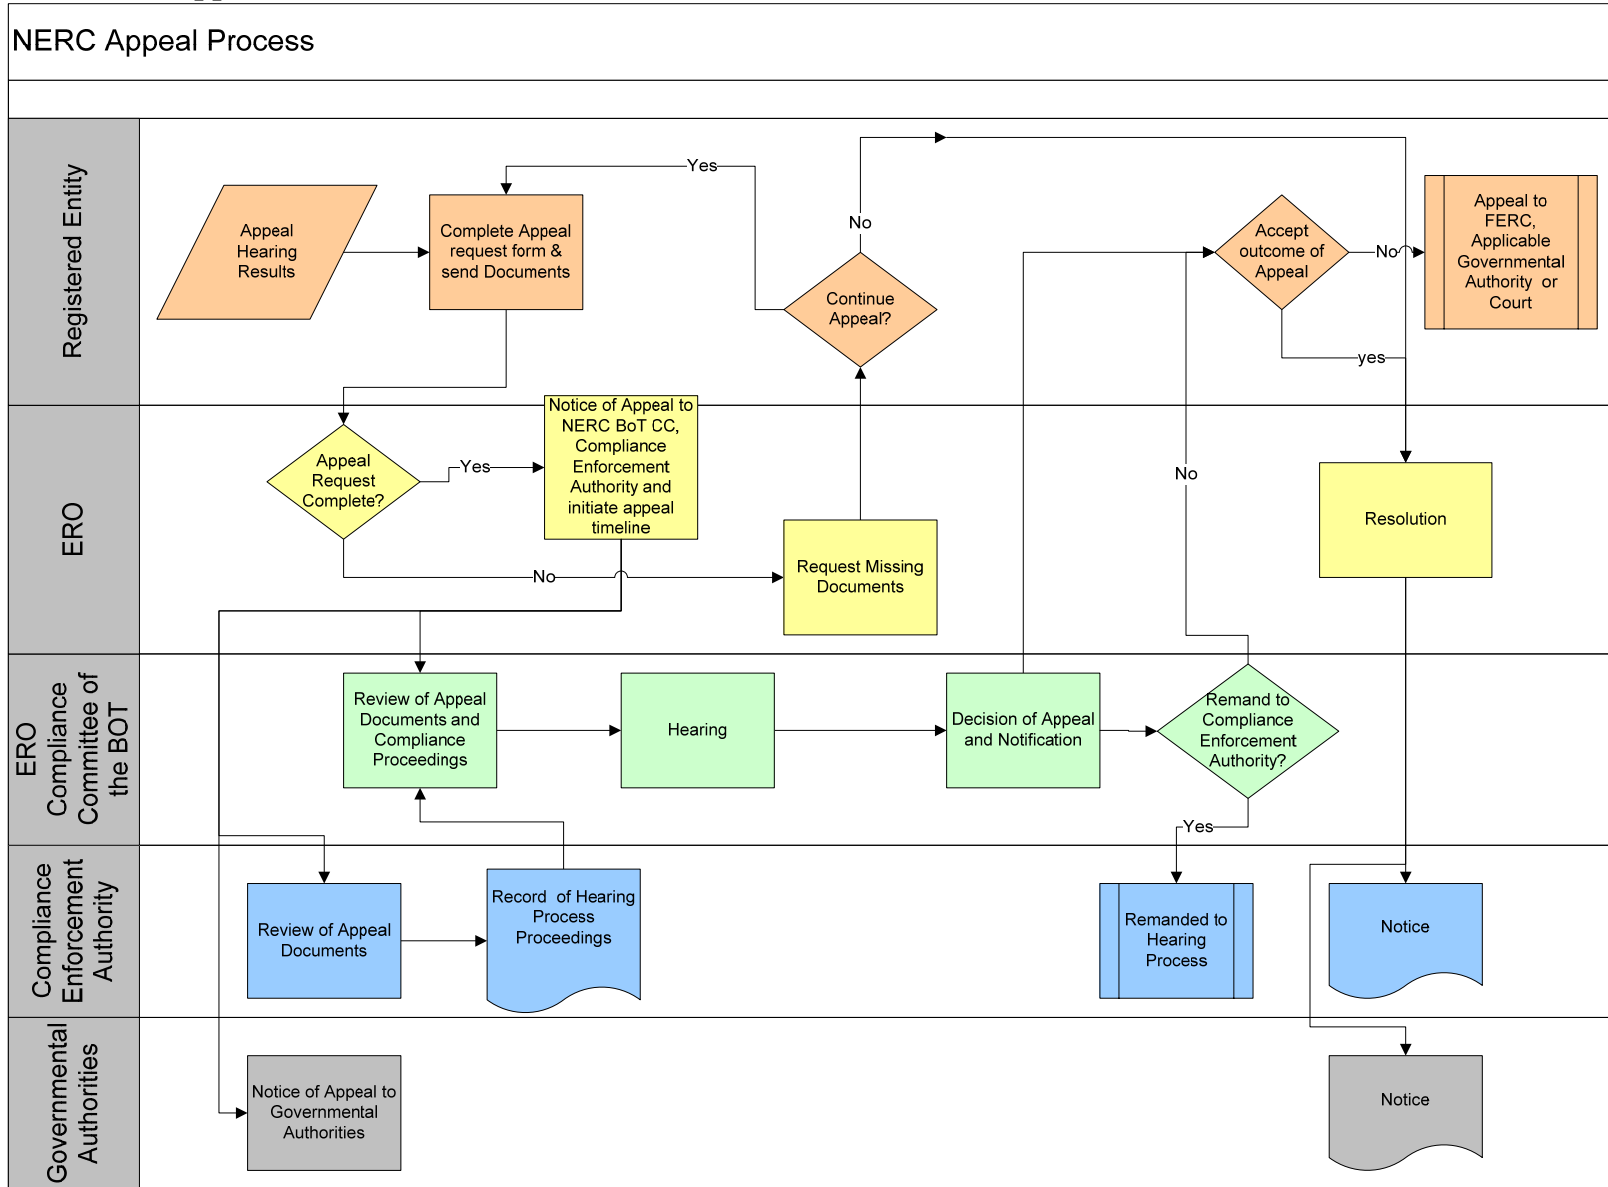 NERC Appeal Process
Registered Entity
Appeal
Hearing
Results
Complete Appeal
request form &
send Documents
Yes
No
Continue
Appeal?
Accept
outcome of
Appeal
No
yes
Appeal to
FERC,
Applicable
Governmental
Authority or
Court
ERO
Appeal
Request
Complete?
Yes
No
Notice of Appeal to
NERC BoT CC,
Compliance
Enforcement
Authority and
initiate appeal
timeline
Request Missing
Documents
No
Resolution
ERO
Compliance
Committee of
the BOT
Review of Appeal
Documents and
Compliance
Proceedings
Hearing
Decision of Appeal
and Notification
Remand to
Compliance
Enforcement
Authority?
Yes
Compliance
Enforcement
Authority
Review of Appeal
Documents
Record of Hearing
Process
Proceedings
Remanded to
Hearing
Process
Notice
Governmental
Authorities
Notice of Appeal to
Governmental
Authorities
Notice